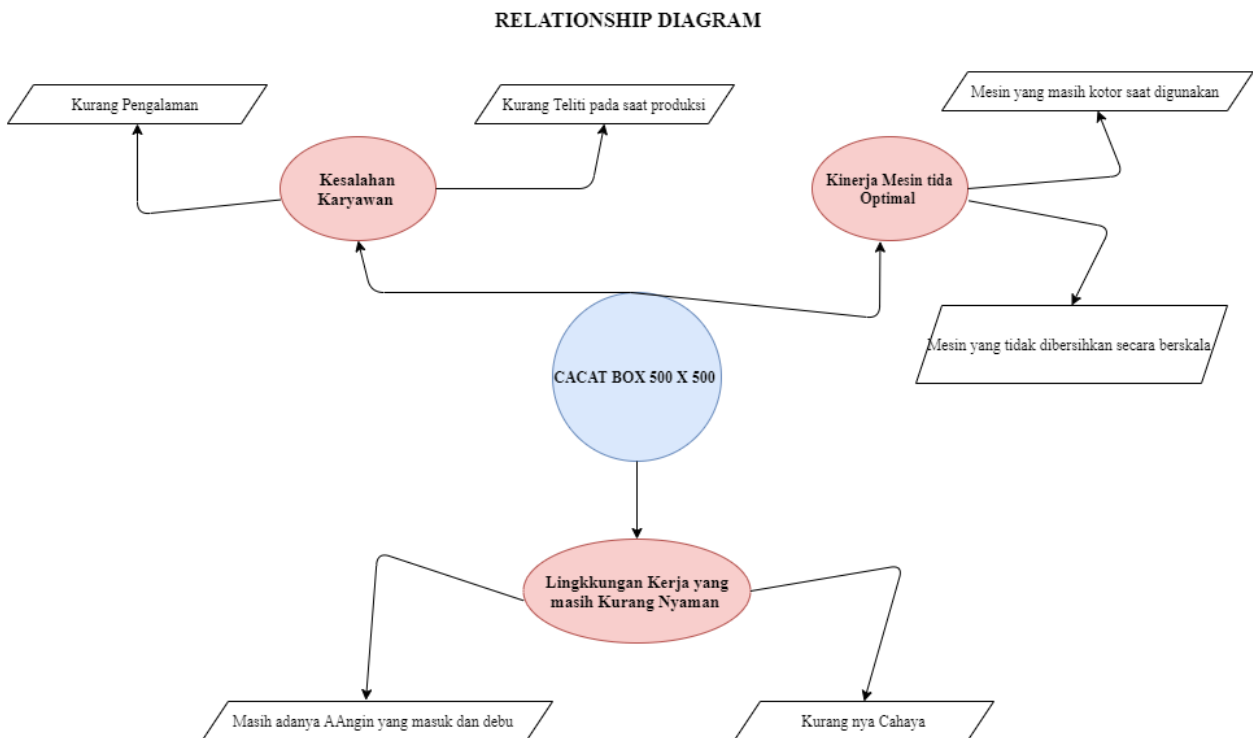 RELATIONSHIP DIAGRAM
Kurang Pengalaman
Kurang Teliti pada saat produksi
Mesin yang masih kotor saat digunakan
Kesalahan
Karyawan
Kinerja Mesin tida
Optimal
Mesin yang tidak dibersihkan secara berskala
CACAT BOX 500 X 500
Lingkkungan Kerja yang
masih Kurang Nyaman
Masih adanya AAngin yang masuk dan debu
Kurang nya Cahaya